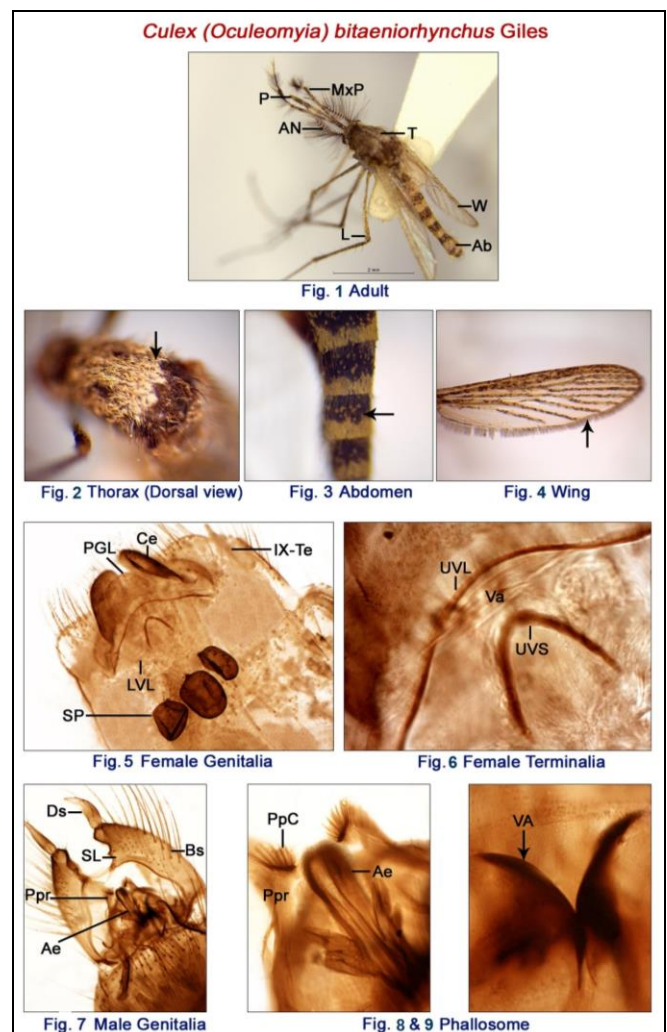 Culex (Oculeomyia) bitaeniorhynchus Giles
MxP
P
AN
T
W
L
Ab
2 mm
Fig. 1 Adult
Fig. 2 Thorax (Dorsal view)
Fig. 3 Abdomen
Fig. 4 Wing
Ce
PGL
IX-Te
LVL
SP
Fig. 5 Female Genitalia
UVL
Va
UVS
Fig. 6 Female Terminalia
Ds
SL
Bs
Ppr
Ae
Fig. 7 Male Genitalia
PpC
Ae
Ppr
VA
Fig. 8 & 9 Phallosome